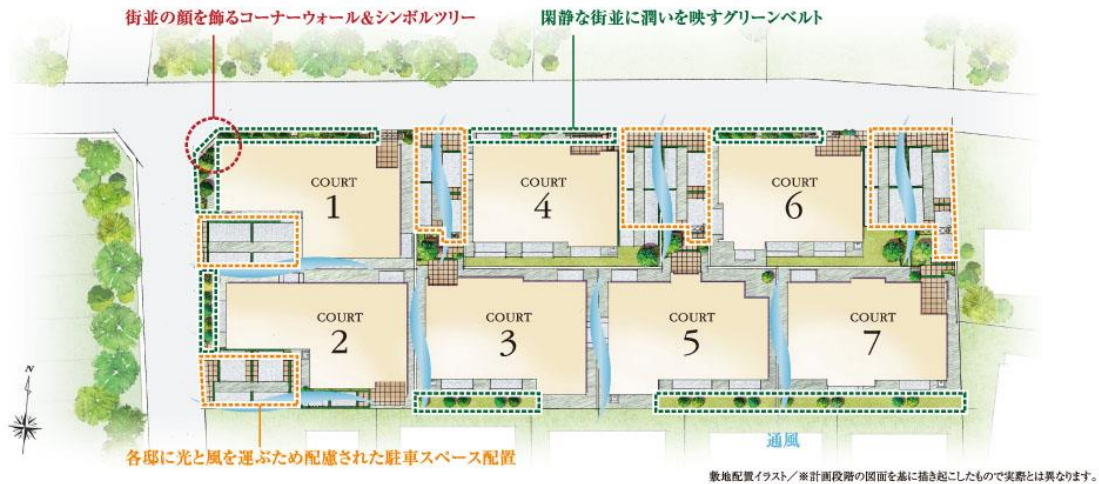 街並の顔を飾るコーナーウォール&シンボルツリー
閑静な街並に潤いを映すグリーンベルト
COURT
1
COURT
4
COURT
6
COURT
2
COURT
3
COURT
5
COURT
7
N
通風
各邸に光と風を運ぶため配慮された駐車スペース配置
敷地配置イラスト/※計画段階の図面を基に描き起こしたもので実際とは異なります。